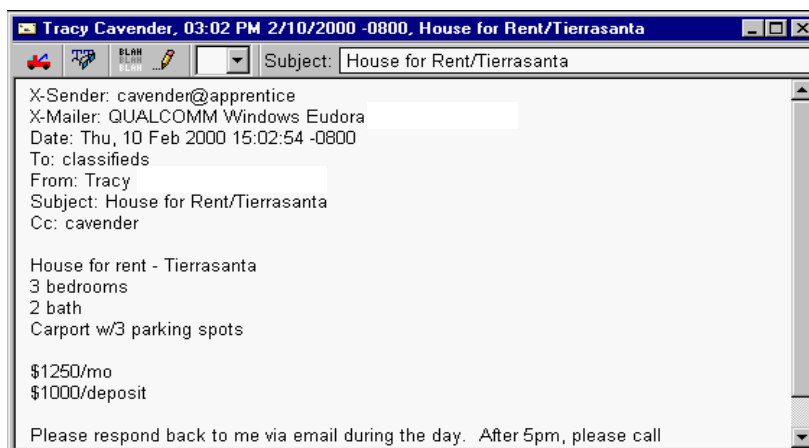 Tracy Cavender, 03:02 PM 2/10/2000 -0800, House for Rent/Tierrasanta
BLAH BLAH BLAH Subject: House for Rent/Tierrasanta
X-Sender: cavender@apprentice
X-Mailer: QUALCOMM Windows Eudora
Date: Thu, 10 Feb 2000 15:02:54 -0800
To: classifieds
From: Tracy
Subject: House for Rent/Tierrasanta
Cc: cavender
House for rent - Tierrasanta
3 bedrooms
2 bath
Carport w/3 parking spots
$1250/mo
$1000/deposit
Please respond back to me via email during the day.  After 5pm, please call